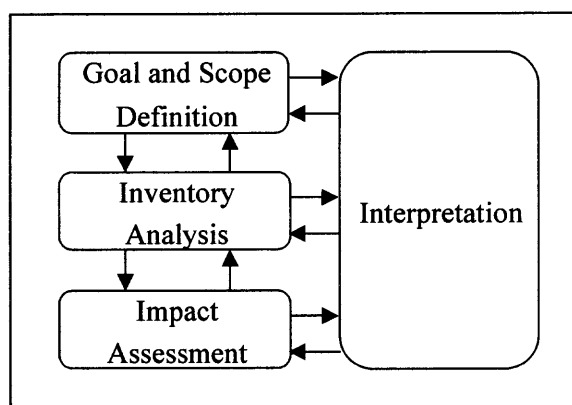 Goal and Scope
Definition
Inventory
Analysis
Impact
Assessment
Interpretation